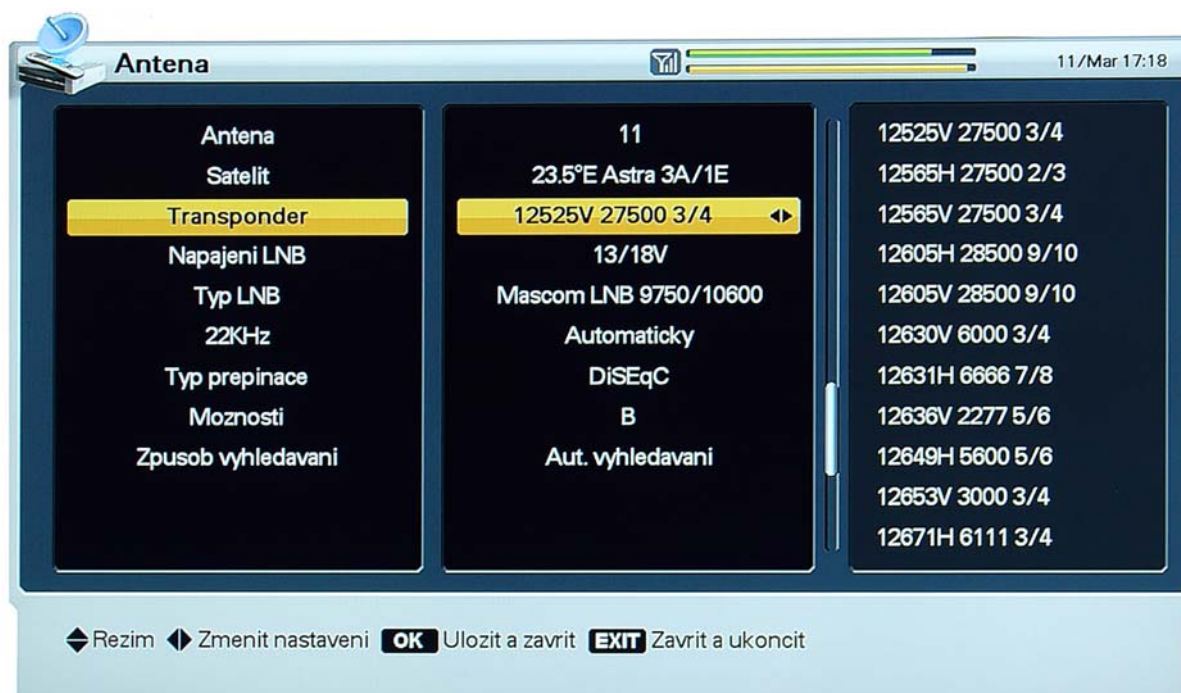 Antena
11/Mar 17:18
Antena 11
Satelit 23.5°E Astra 3A/1E
Transponder 12525V 27500 3/4
Napajeni LNB 13/18V
Typ LNB Mascom LNB 9750/10600
22KHz Automaticky
Typ prepinace DiSEqC
Moznosti B
Zpusob vyhledavani Aut. vyhledavani
12525V 27500 3/4
12565H 27500 2/3
12565V 27500 3/4
12605H 28500 9/10
12605V 28500 9/10
12630V 6000 3/4
12631H 6666 7/8
12636V 2277 5/6
12649H 5600 5/6
12653V 3000 3/4
12671H 6111 3/4
Rezim Zmenit nastaveni OK Ulozit a zavrit EXIT Zavrit a ukoncit